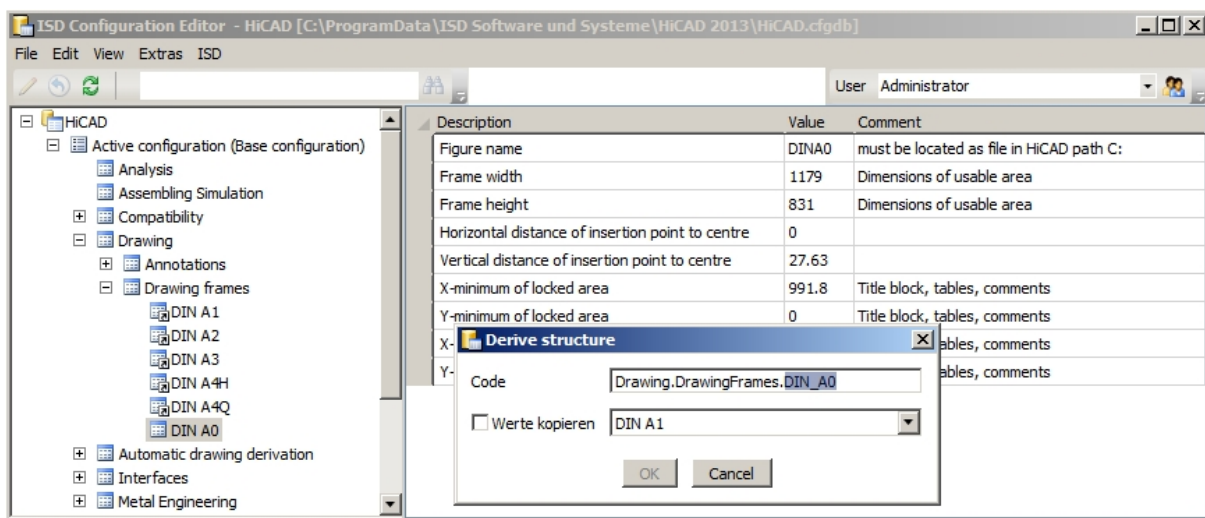 ISD Configuration Editor - HiCAD [C:\ProgramData\ISD Software und Systeme\HiCAD 2013\HiCAD.cfgdb]
File Edit View Extras ISD
User Administrator
HiCAD
Active configuration (Base configuration)
Analysis
Assembling Simulation
Compatibility
Drawing
Annotations
Drawing frames
DIN A1
DIN A2
DIN A3
DIN A4H
DIN A4Q
DIN A0
Automatic drawing derivation
Interfaces
Metal Engineering
Description Value Comment
Figure name DINA0 must be located as file in HiCAD path C:
Frame width 1179 Dimensions of usable area
Frame height 831 Dimensions of usable area
Horizontal distance of insertion point to centre 0
Vertical distance of insertion point to centre 27.63
X-minimum of locked area 991.8 Title block, tables, comments
Y-minimum of locked area 0 Title block, tables, comments
X- ables, comments
Y- ables, comments
Derive structure
Code Drawing.DrawingFrames.DIN_A0
Werte kopieren DIN A1
OK Cancel